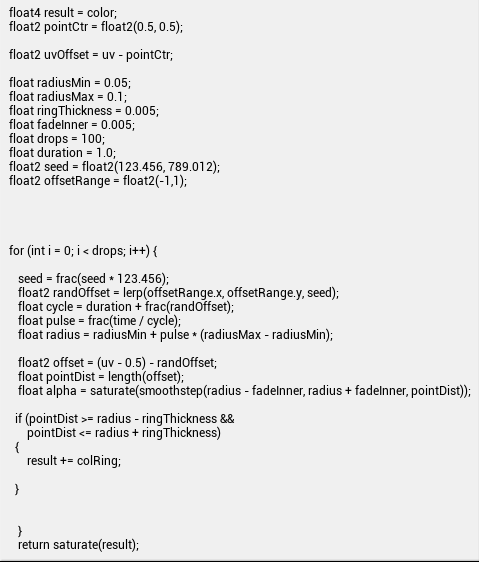 float4 result = color;
float2 pointCtr = float2(0.5, 0.5);
float2 uvOffset = uv - pointCtr;
float radiusMin = 0.05;
float radiusMax = 0.1;
float ringThickness = 0.005;
float fadeInner = 0.005;
float drops = 100;
float duration = 1.0;
float2 seed = float2(123.456, 789.012);
float2 offsetRange = float2(-1,1);
for (int i = 0; i < drops; i++) {
seed = frac(seed * 123.456);
float2 randOffset = lerp(offsetRange.x, offsetRange.y, seed);
float cycle = duration + frac(randOffset);
float pulse = frac(time / cycle);
float radius = radiusMin + pulse * (radiusMax - radiusMin);
float2 offset = (uv - 0.5) - randOffset;
float pointDist = length(offset);
float alpha = saturate(smoothstep(radius - fadeInner, radius + fadeInner, pointDist));
if (pointDist >= radius - ringThickness &&
pointDist <= radius + ringThickness)
{
result += colRing;
}
}
return saturate(result);